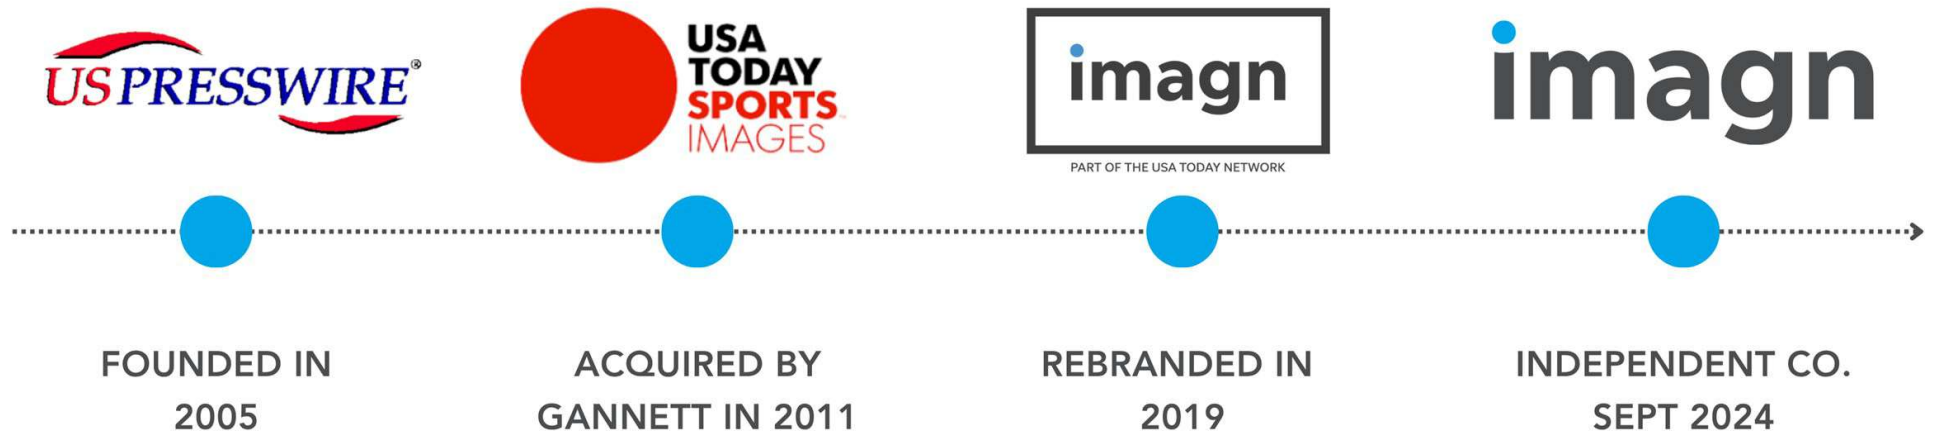 US PRESSWIRE®
USA
TODAY
SPORTS
IMAGES
imagn
PART OF THE USA TODAY NETWORK
imagn
FOUNDED IN
2005
ACQUIRED BY
GANNETT IN 2011
REBRANDED IN
2019
INDEPENDENT CO.
SEPT 2024